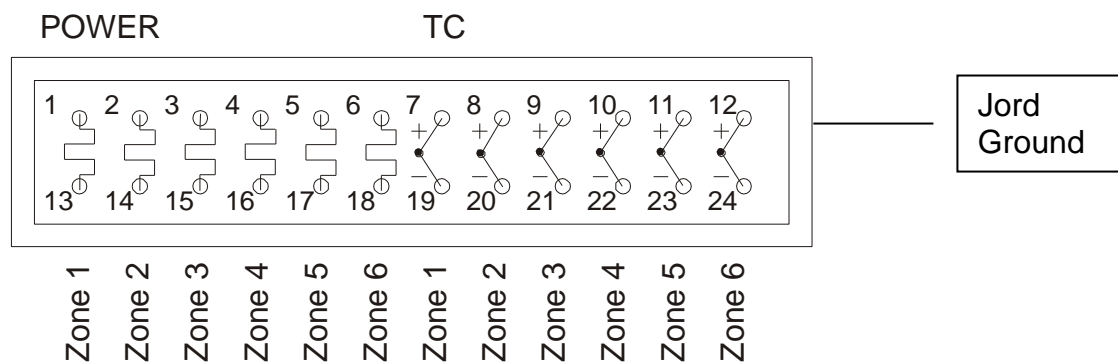 POWER TC
1 2 3 4 5 6 7 8 9 10 11 12
+ + + + + +
− − − − − −
13 14 15 16 17 18 19 20 21 22 23 24
Zone 1
Zone 2
Zone 3
Zone 4
Zone 5
Zone 6
Zone 1
Zone 2
Zone 3
Zone 4
Zone 5
Zone 6
Jord
Ground